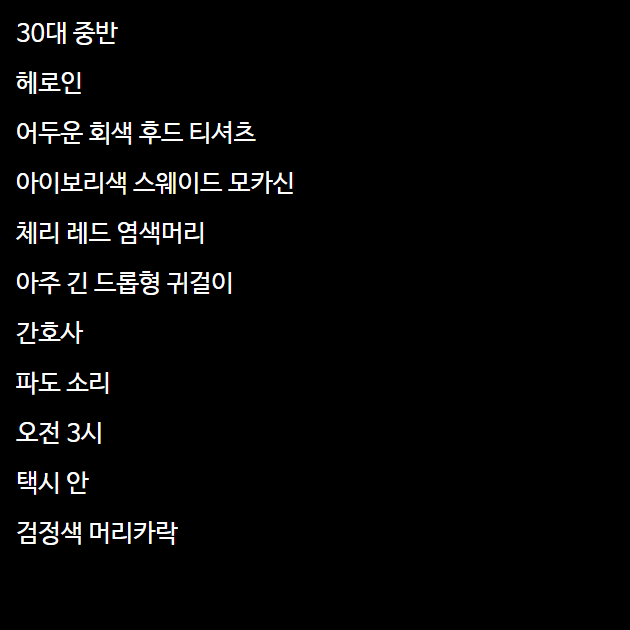 30대 중반
헤로인
어두운 회색 후드 티셔츠
아이보리색 스웨이드 모카신
체리 레드 염색머리
아주 긴 드롭형 귀걸이
간호사
파도 소리
오전 3시
택시 안
검정색 머리카락